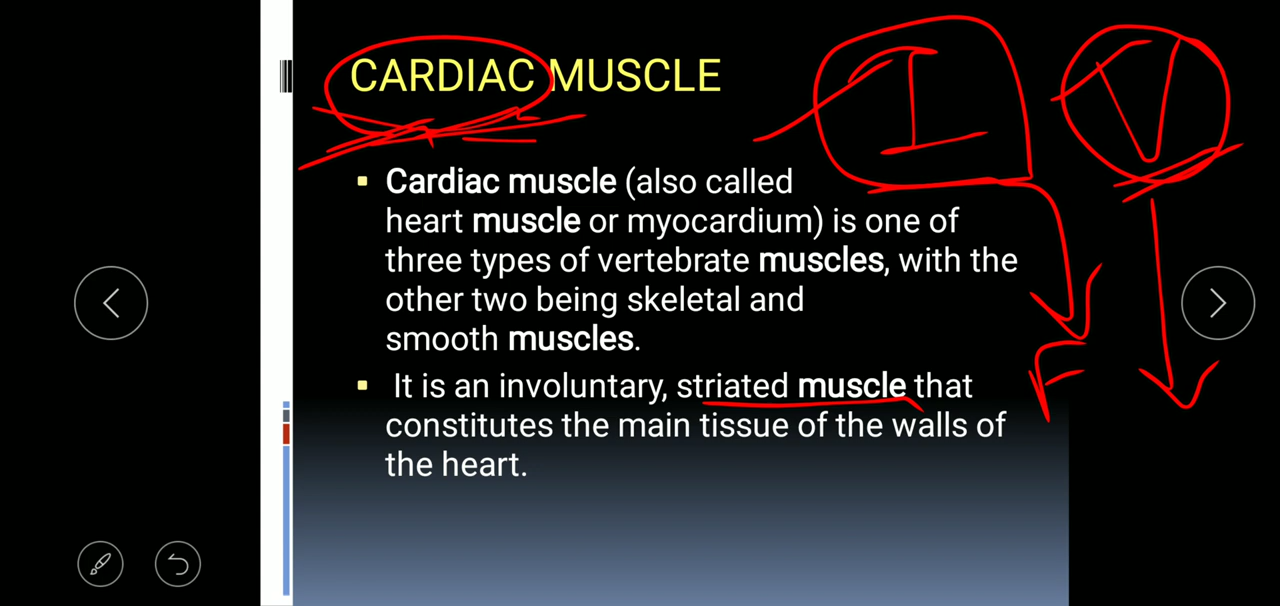 CARDIAC MUSCLE
I
V
Cardiac muscle (also called
heart muscle or myocardium) is one of
three types of vertebrate muscles, with the
other two being skeletal and
smooth muscles.
It is an involuntary, striated muscle that
constitutes the main tissue of the walls of
the heart.